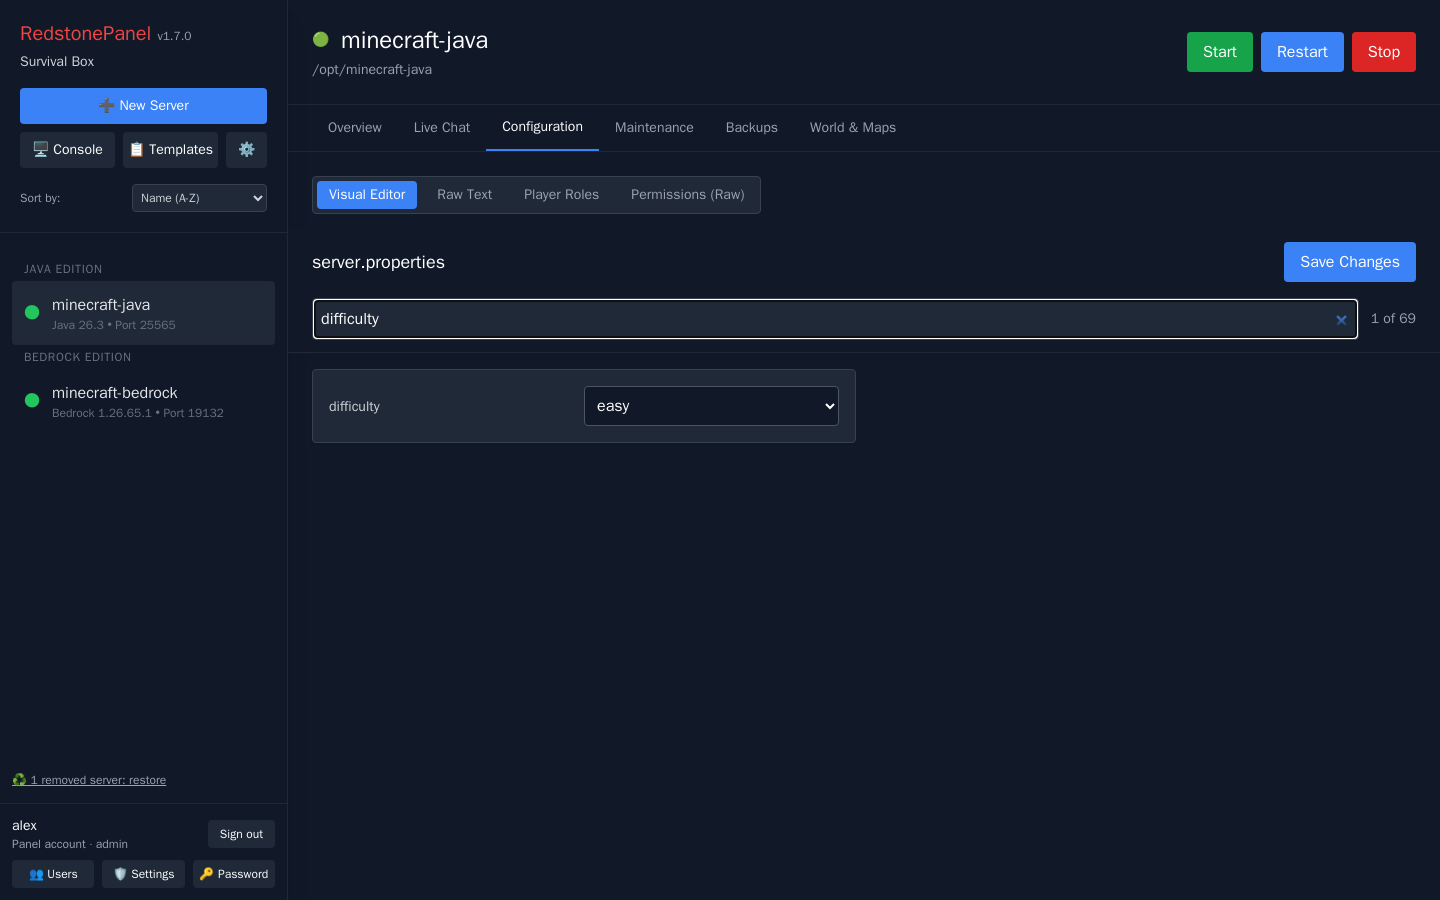 RedstonePanel v1.7.0
Survival Box
➕ New Server
🖥️ Console
📋 Templates
⚙️
Sort by:
Name (A-Z)
JAVA EDITION
minecraft-java
Java 26.3 • Port 25565
BEDROCK EDITION
minecraft-bedrock
Bedrock 1.26.65.1 • Port 19132
♻️ 1 removed server: restore
alex
Panel account · admin
Sign out
👥 Users
🛡️ Settings
🔑 Password
minecraft-java
/opt/minecraft-java
Start
Restart
Stop
Overview
Live Chat
Configuration
Maintenance
Backups
World & Maps
Visual Editor
Raw Text
Player Roles
Permissions (Raw)
server.properties
Save Changes
difficulty
1 of 69
difficulty
easy